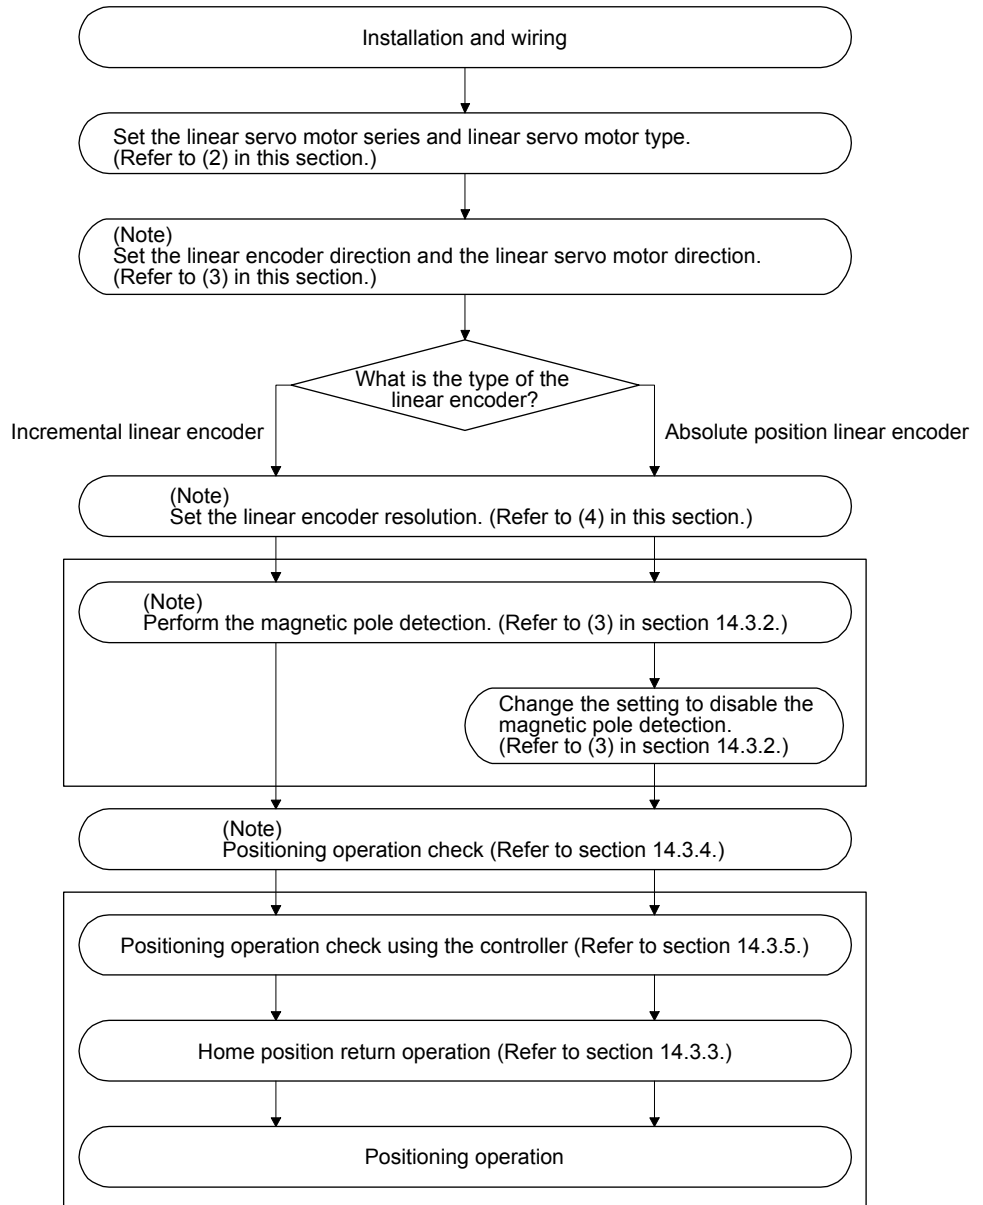 Installation and wiring
Set the linear servo motor series and linear servo motor type.
(Refer to (2) in this section.)
(Note)
Set the linear encoder direction and the linear servo motor direction.
(Refer to (3) in this section.)
What is the type of the
linear encoder?
Incremental linear encoder
Absolute position linear encoder
(Note)
Set the linear encoder resolution. (Refer to (4) in this section.)
(Note)
Perform the magnetic pole detection. (Refer to (3) in section 14.3.2.)
Change the setting to disable the
magnetic pole detection.
(Refer to (3) in section 14.3.2.)
(Note)
Positioning operation check (Refer to section 14.3.4.)
Positioning operation check using the controller (Refer to section 14.3.5.)
Home position return operation (Refer to section 14.3.3.)
Positioning operation